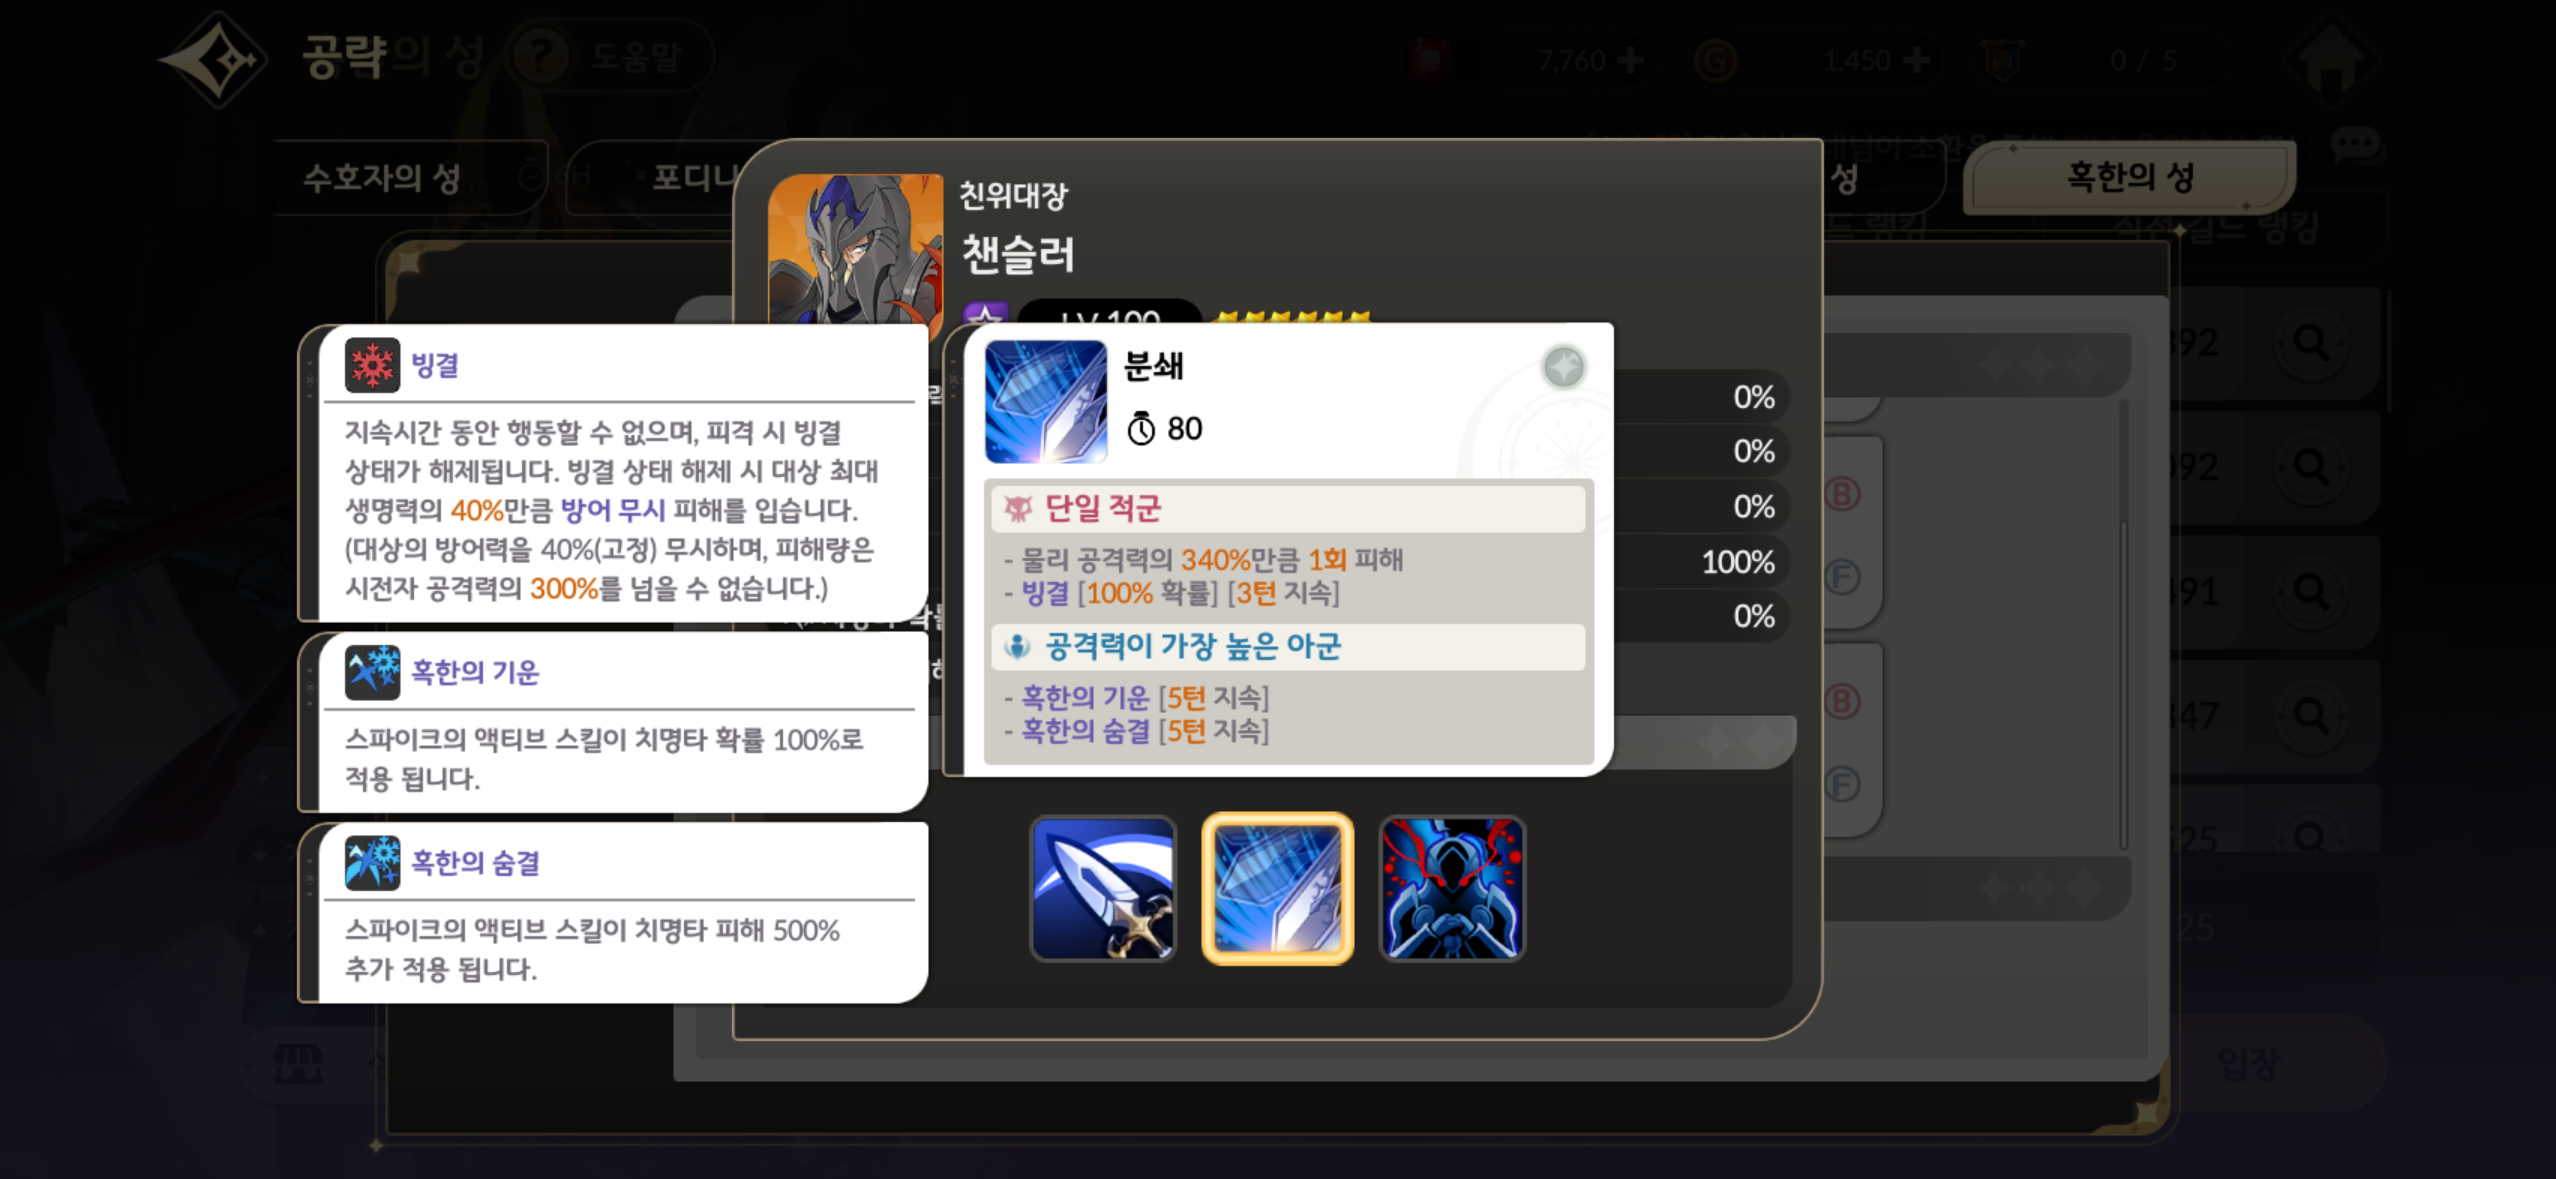 공략의 성
도움말
7,760
1,450
0 / 5
수호자의 성
6H
포디나
성
혹한의 성
친위대장
챈슬러
LV 100
빙결
지속시간 동안 행동할 수 없으며, 피격 시 빙결
상태가 해제됩니다. 빙결 상태 해제 시 대상 최대
생명력의 40%만큼 방어 무시 피해를 입습니다.
(대상의 방어력을 40%(고정) 무시하며, 피해량은
시전자 공격력의 300%를 넘을 수 없습니다.)
혹한의 기운
스파이크의 액티브 스킬이 치명타 확률 100%로
적용 됩니다.
혹한의 숨결
스파이크의 액티브 스킬이 치명타 피해 500%
추가 적용 됩니다.
분쇄
80
단일 적군
- 물리 공격력의 340%만큼 1회 피해
- 빙결 [100% 확률] [3턴 지속]
공격력이 가장 높은 아군
- 혹한의 기운 [5턴 지속]
- 혹한의 숨결 [5턴 지속]
0%
0%
0%
100%
0%
B
F
B
F
길드 랭킹
92
92
491
347
525
25
입장